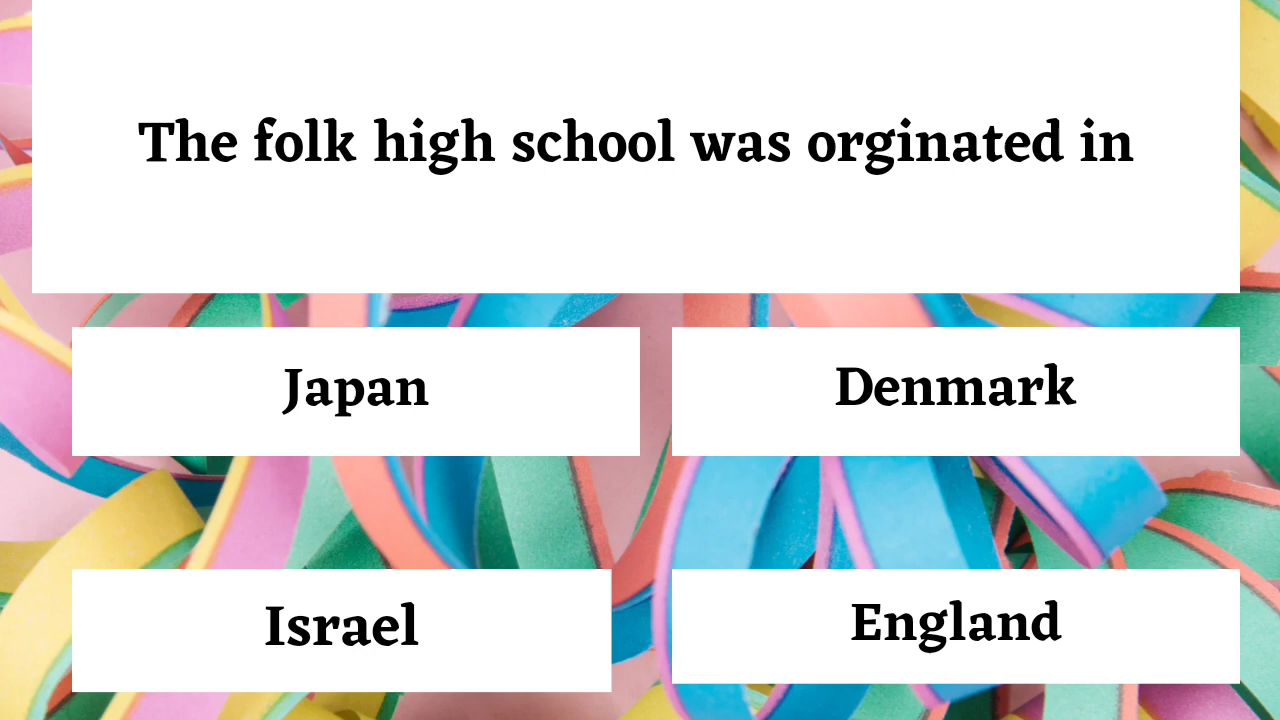 The folk high school was orginated in
Japan
Denmark
Israel
England